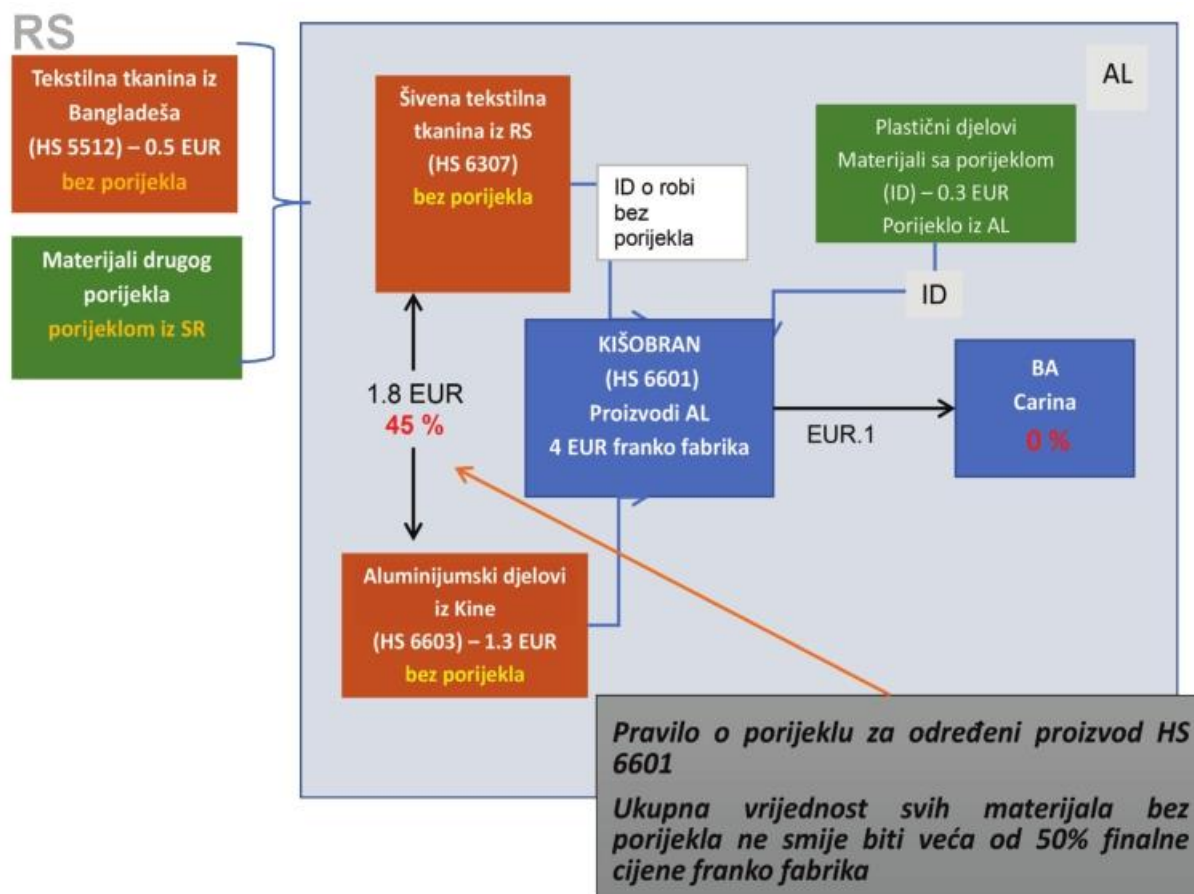 RS
Tekstilna tkanina iz
Bangladeša
(HS 5512) – 0.5 EUR
bez porijekla
Materijali drugog
porijekla
porijeklom iz SR
AL
Šivena tekstilna
tkanina iz RS
(HS 6307)
bez porijekla
ID o robi
bez
porijekla
Plastični djelovi
Materijali sa porijeklom
(ID) – 0.3 EUR
Porijeklo iz AL
ID
1.8 EUR
45 %
KIŠOBRAN
(HS 6601)
Proizvodi AL
4 EUR franko fabrika
EUR.1
BA
Carina
0 %
Aluminijumski djelovi
iz Kine
(HS 6603) – 1.3 EUR
bez porijekla
Pravilo o porijeklu za određeni proizvod HS
6601
Ukupna vrijednost svih materijala bez
porijekla ne smije biti veća od 50% finalne
cijene franko fabrika